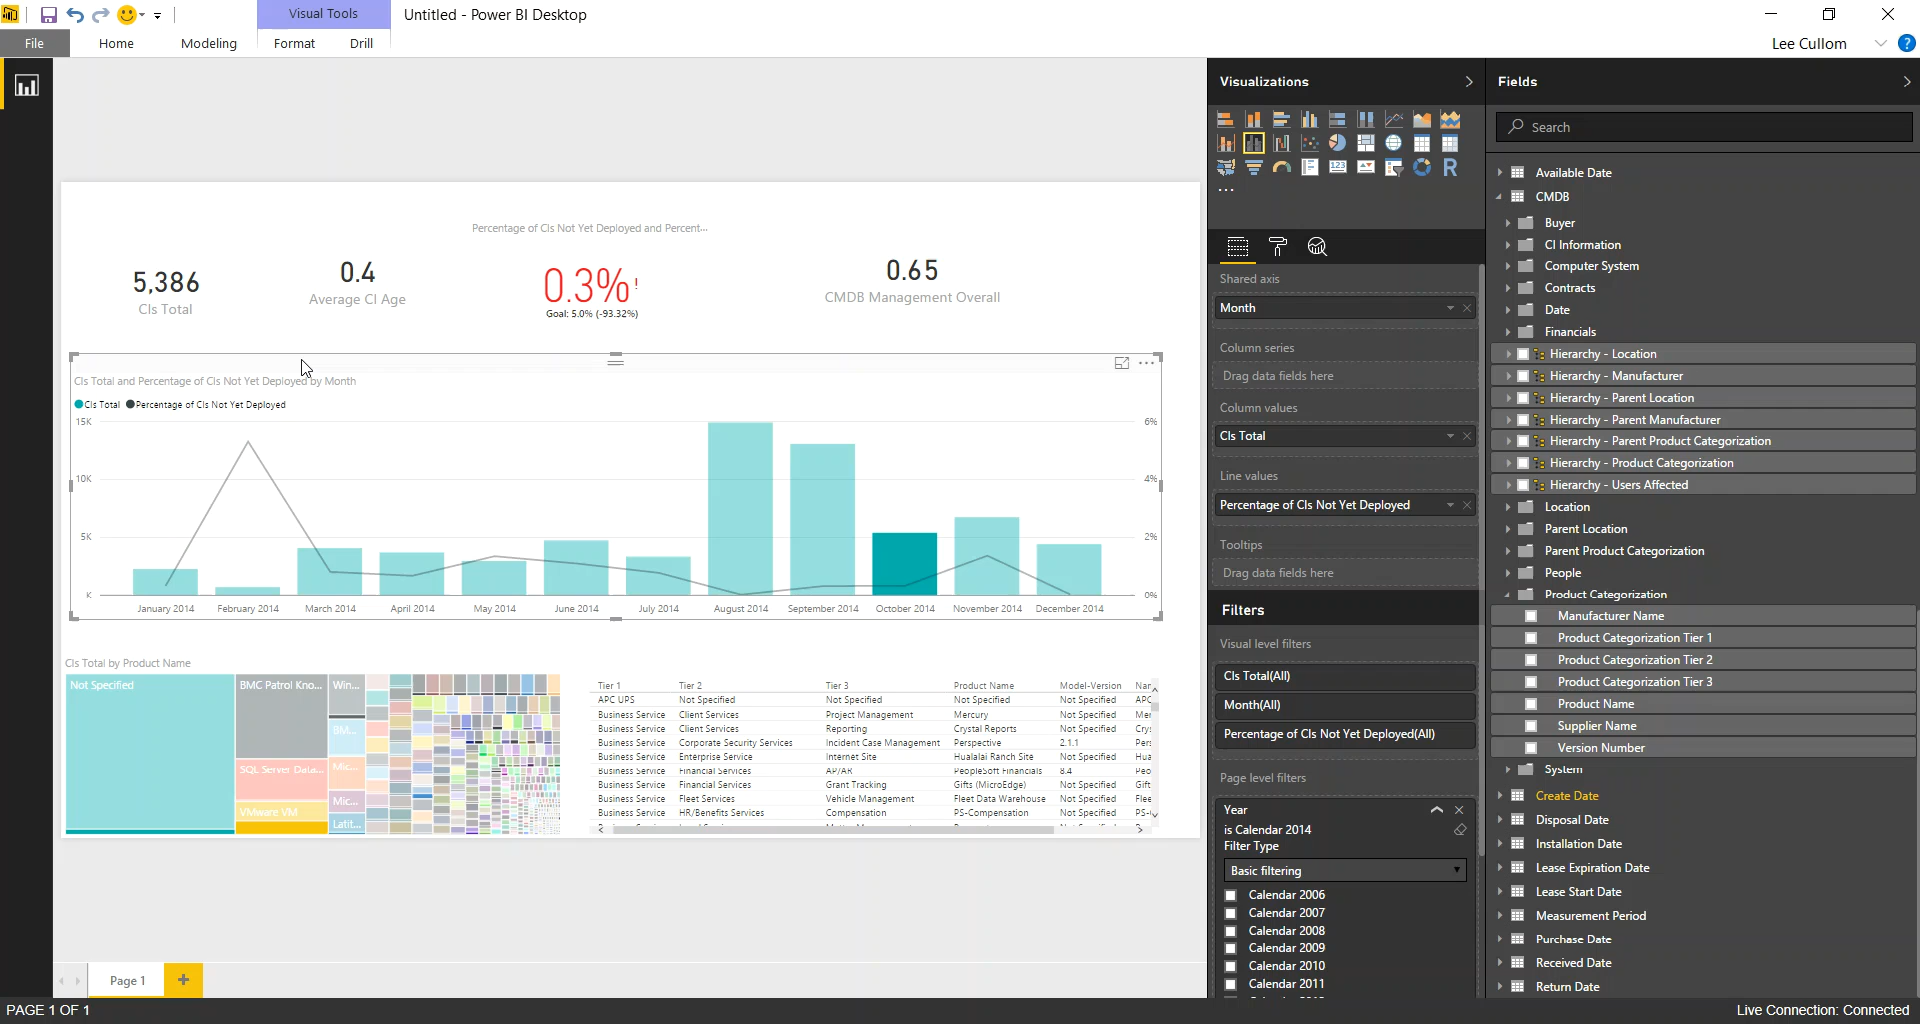 Visual Tools
Untitled - Power BI Desktop
File
Home
Modeling
Format
Drill
Lee Cullom
?
Percentage of CIs Not Yet Deployed and Percent...
5,386
CIs Total
0.4
Average CI Age
0.3%!
Goal: 5.0% (-93.32%)
0.65
CMDB Management Overall
CIs Total and Percentage of CIs Not Yet Deployed by Month
CIs Total Percentage of CIs Not Yet Deployed
15K
10K
5K
K
6%
4%
2%
0%
January 2014 February 2014 March 2014 April 2014 May 2014 June 2014 July 2014 August 2014 September 2014 October 2014 November 2014 December 2014
CIs Total by Product Name
Not Specified
BMC Patrol Kno...
SQL Server Data...
VMware VM
Win...
BM...
Mic...
Mic...
Latit...
Tier 1 Tier 2 Tier 3 Product Name Model-Version Nar
APC UPS Not Specified Not Specified Not Specified Not Specified APC
Business Service Client Services Project Management Mercury Not Specified Mer
Business Service Client Services Reporting Crystal Reports Not Specified Cry
Business Service Corporate Security Services Incident Case Management Perspective 2.1.1 Per
Business Service Enterprise Service Internet Site Hualalai Ranch Site Not Specified Hua
Business Service Financial Services AP/AR PeopleSoft Financials 8.4 Peo
Business Service Financial Services Grant Tracking Gifts (MicroEdge) Not Specified Gift
Business Service Fleet Services Vehicle Management Fleet Data Warehouse Not Specified Flee
Business Service HR/Benefits Services Compensation PS-Compensation Not Specified PS-
Page 1
+
PAGE 1 OF 1
Visualizations
123
R
Shared axis
Month
Column series
Drag data fields here
Column values
CIs Total
Line values
Percentage of CIs Not Yet Deployed
Tooltips
Drag data fields here
Filters
Visual level filters
CIs Total(All)
Month(All)
Percentage of CIs Not Yet Deployed(All)
Page level filters
Year
is Calendar 2014
Filter Type
Basic filtering
Calendar 2006
Calendar 2007
Calendar 2008
Calendar 2009
Calendar 2010
Calendar 2011
Fields
Search
Available Date
CMDB
Buyer
CI Information
Computer System
Contracts
Date
Financials
Hierarchy - Location
Hierarchy - Manufacturer
Hierarchy - Parent Location
Hierarchy - Parent Manufacturer
Hierarchy - Parent Product Categorization
Hierarchy - Product Categorization
Hierarchy - Users Affected
Location
Parent Location
Parent Product Categorization
People
Product Categorization
Manufacturer Name
Product Categorization Tier 1
Product Categorization Tier 2
Product Categorization Tier 3
Product Name
Supplier Name
Version Number
System
Create Date
Disposal Date
Installation Date
Lease Expiration Date
Lease Start Date
Measurement Period
Purchase Date
Received Date
Return Date
Live Connection: Connected